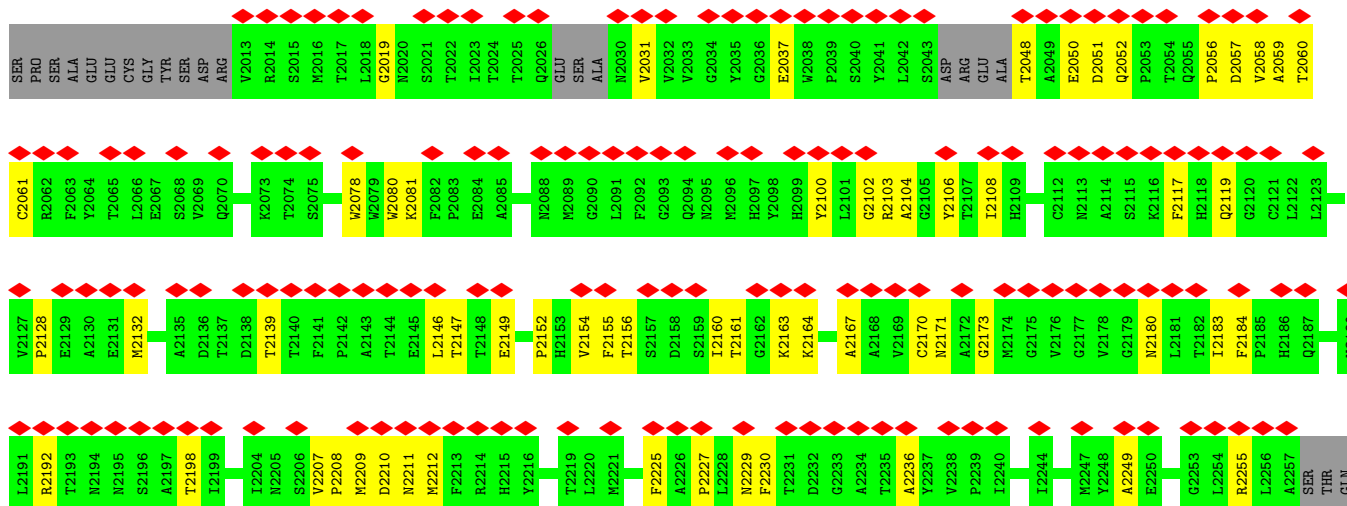 SER PRO SER ALA GLU GLU CYS GLY TYR SER ASP ARG V2013 R2014 S2015 W2016 T2017 L2018 G2019 N2020 S2021 T2022 I2023 T2024 T2025 Q2026 GLU SER ALA N2030 V2031 V2032 V2033 G2034 Y2035 G2036 E2037 W2038 P2039 S2040 Y2041 L2042 S2043 ASP ARG GLU ALA T2048 A2049 E2050 D2051 Q2052 P2053 T2054 Q2055 P2056 D2057 V2058 A2059 T2060
C2061 R2062 F2063 Y2064 T2065 L2066 E2067 S2068 V2069 Q2070 K2073 T2074 S2075 W2078 W2079 W2080 K2081 F2082 P2083 E2084 A2085 N2088 M2089 G2090 L2091 F2092 G2093 Q2094 N2095 M2096 H2097 Y2098 H2099 Y2100 L2101 G2102 R2103 A2104 G2105 Y2106 T2107 I2108 H2109 C2112 N2113 A2114 S2115 K2116 F2117 H2118 Q2119 G2120 C2121 L2122 L2123
V2127 P2128 E2129 A2130 E2131 M2132 A2135 D2136 T2137 D2138 T2139 T2140 F2141 P2142 A2143 T2144 E2145 L2146 T2147 T2148 E2149 P2152 H2153 V2154 F2155 T2156 S2157 D2158 S2159 I2160 T2161 G2162 K2163 K2164 A2167 A2168 V2169 C2170 N2171 A2172 G2173 M2174 G2175 V2176 G2177 V2178 G2179 N2180 L2181 T2182 I2183 F2184 P2185 H2186 Q2187
L2191 R2192 T2193 N2194 N2195 S2196 A2197 T2198 I2199 I2204 N2205 S2206 V2207 P2208 M2209 D2210 N2211 M2212 F2213 R2214 H2215 Y2216 T2219 L2220 M2221 F2225 A2226 P2227 L2228 N2229 F2230 T2231 D2232 G2233 A2234 T2235 A2236 Y2237 V2238 P2239 I2240 I2244 M2247 Y2248 A2249 E2250 G2253 L2254 R2255 L2256 A2257 SER THR GLN